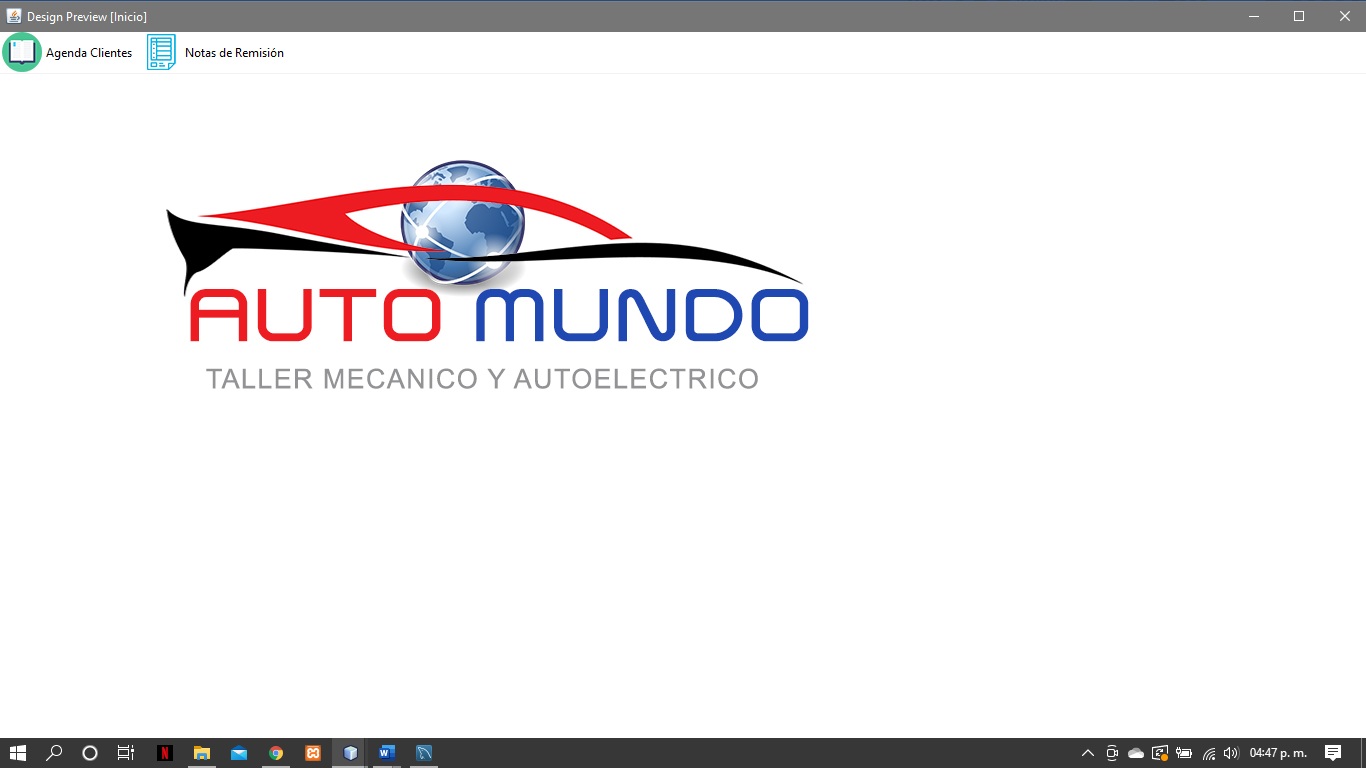 Design Preview [Inicio]
Agenda Clientes
Notas de Remisión
AUTO MUNDO
TALLER MECANICO Y AUTOELECTRICO
04:47 p. m.